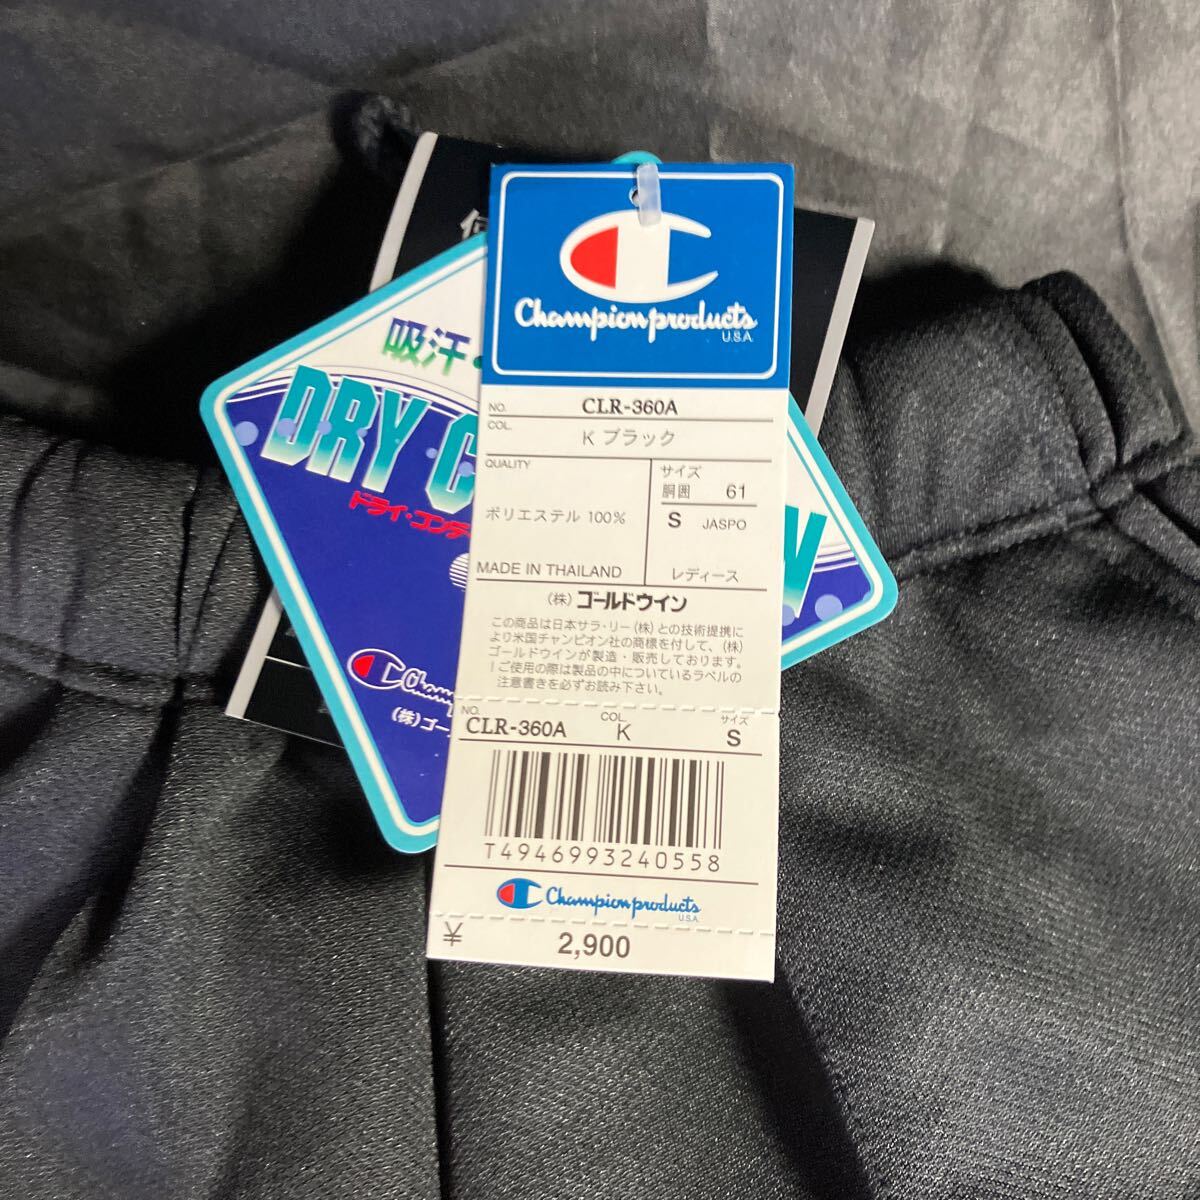 Champion products
U.S.A.
NO. CLR-360A
COL. K ブラック
QUALITY
ポリエステル 100%
サイズ
胴囲 61
S JASPO
MADE IN THAILAND
レディース
(株) ゴールドウイン
この商品は日本サラ・リー(株)との技術提携に
より米国チャンピオン社の商標を付して、(株)
ゴールドウインが製造・販売しております。
ご使用の際は製品の中についているラベルの
注意書きを必ずお読み下さい。
NO. CLR-360A COL. K サイズ S
T4946993240558
Champion products
U.S.A.
¥ 2,900
吸汗・
DRY
ドライ・コンデ
(株)ゴー